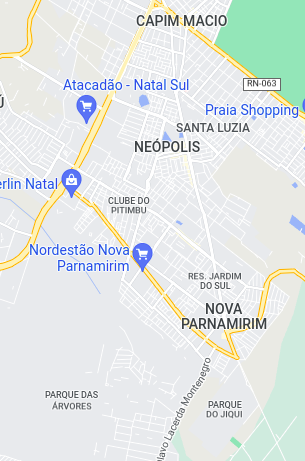 CAPIM MACIO
RN-063
Atacadão - Natal Sul
Praia Shopping
SANTA LUZIA
NEÓPOLIS
erlin Natal
CLUBE DO
PITIMBU
Nordestão Nova
Parnamirim
RES. JARDIM
DO SUL
NOVA
PARNAMIRIM
PARQUE DAS
ÁRVORES
PARQUE
DO JIQUI
olavo Lacerda Montenegro